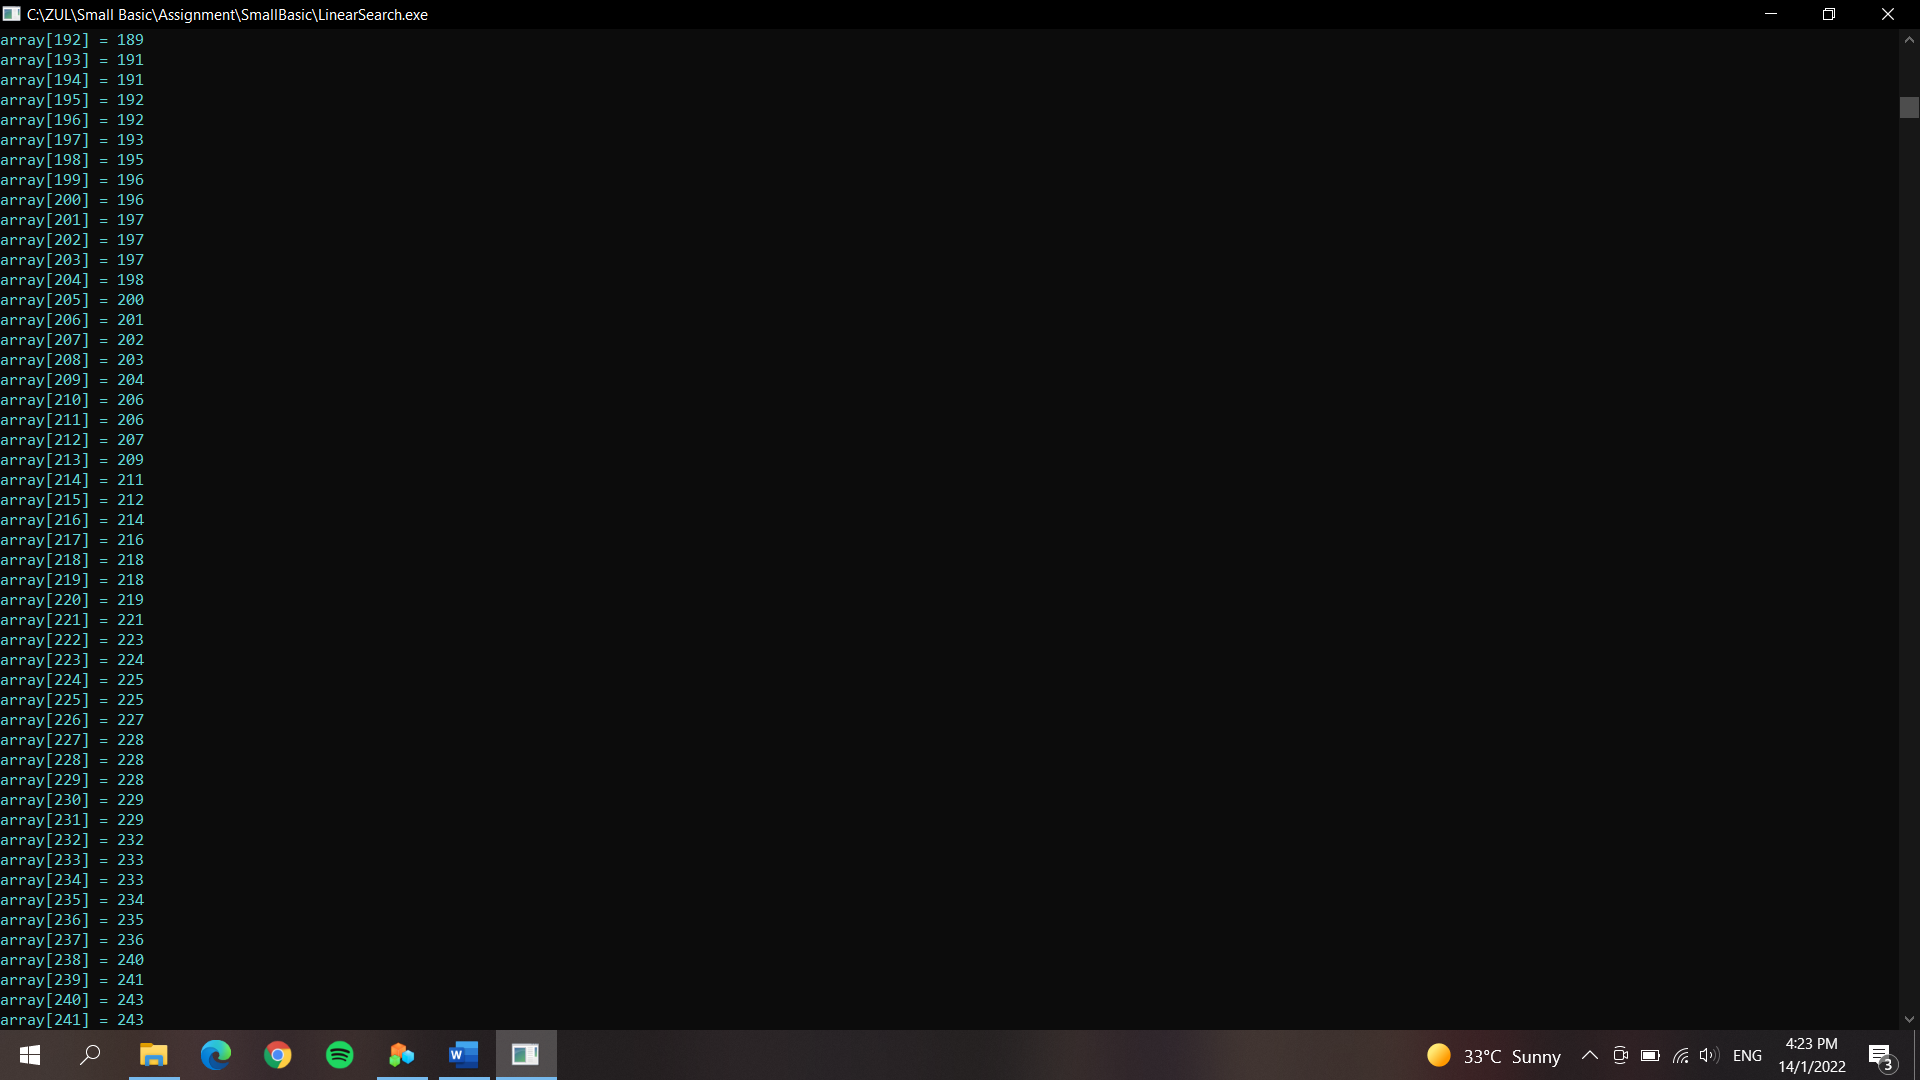 C:\ZUL\Small Basic\Assignment\SmallBasic\LinearSearch.exe
array[192] = 189
array[193] = 191
array[194] = 191
array[195] = 192
array[196] = 192
array[197] = 193
array[198] = 195
array[199] = 196
array[200] = 196
array[201] = 197
array[202] = 197
array[203] = 197
array[204] = 198
array[205] = 200
array[206] = 201
array[207] = 202
array[208] = 203
array[209] = 204
array[210] = 206
array[211] = 206
array[212] = 207
array[213] = 209
array[214] = 211
array[215] = 212
array[216] = 214
array[217] = 216
array[218] = 218
array[219] = 218
array[220] = 219
array[221] = 221
array[222] = 223
array[223] = 224
array[224] = 225
array[225] = 225
array[226] = 227
array[227] = 228
array[228] = 228
array[229] = 228
array[230] = 229
array[231] = 229
array[232] = 232
array[233] = 233
array[234] = 233
array[235] = 234
array[236] = 235
array[237] = 236
array[238] = 240
array[239] = 241
array[240] = 243
array[241] = 243
W
33°C Sunny
ENG
4:23 PM
14/1/2022
3